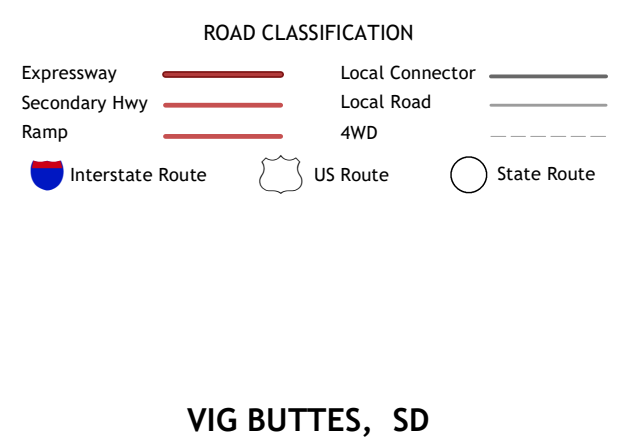 ROAD CLASSIFICATION
Expressway
Local Connector
Secondary Hwy
Local Road
Ramp
4WD
Interstate Route
US Route
State Route
VIG BUTTES, SD